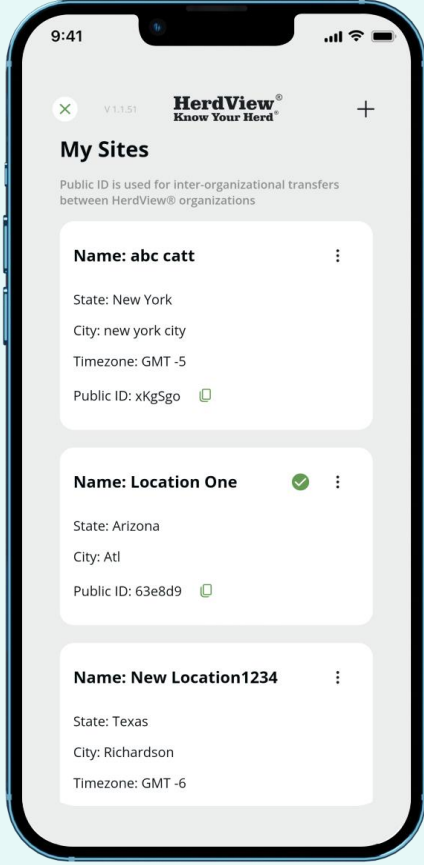 9:41
V 1.1.51
HerdView®
Know Your Herd®
My Sites
Public ID is used for inter-organizational transfers
between HerdView® organizations
Name: abc catt
State: New York
City: new york city
Timezone: GMT -5
Public ID: xKgSgo
Name: Location One
State: Arizona
City: Atl
Public ID: 63e8d9
Name: New Location1234
State: Texas
City: Richardson
Timezone: GMT -6